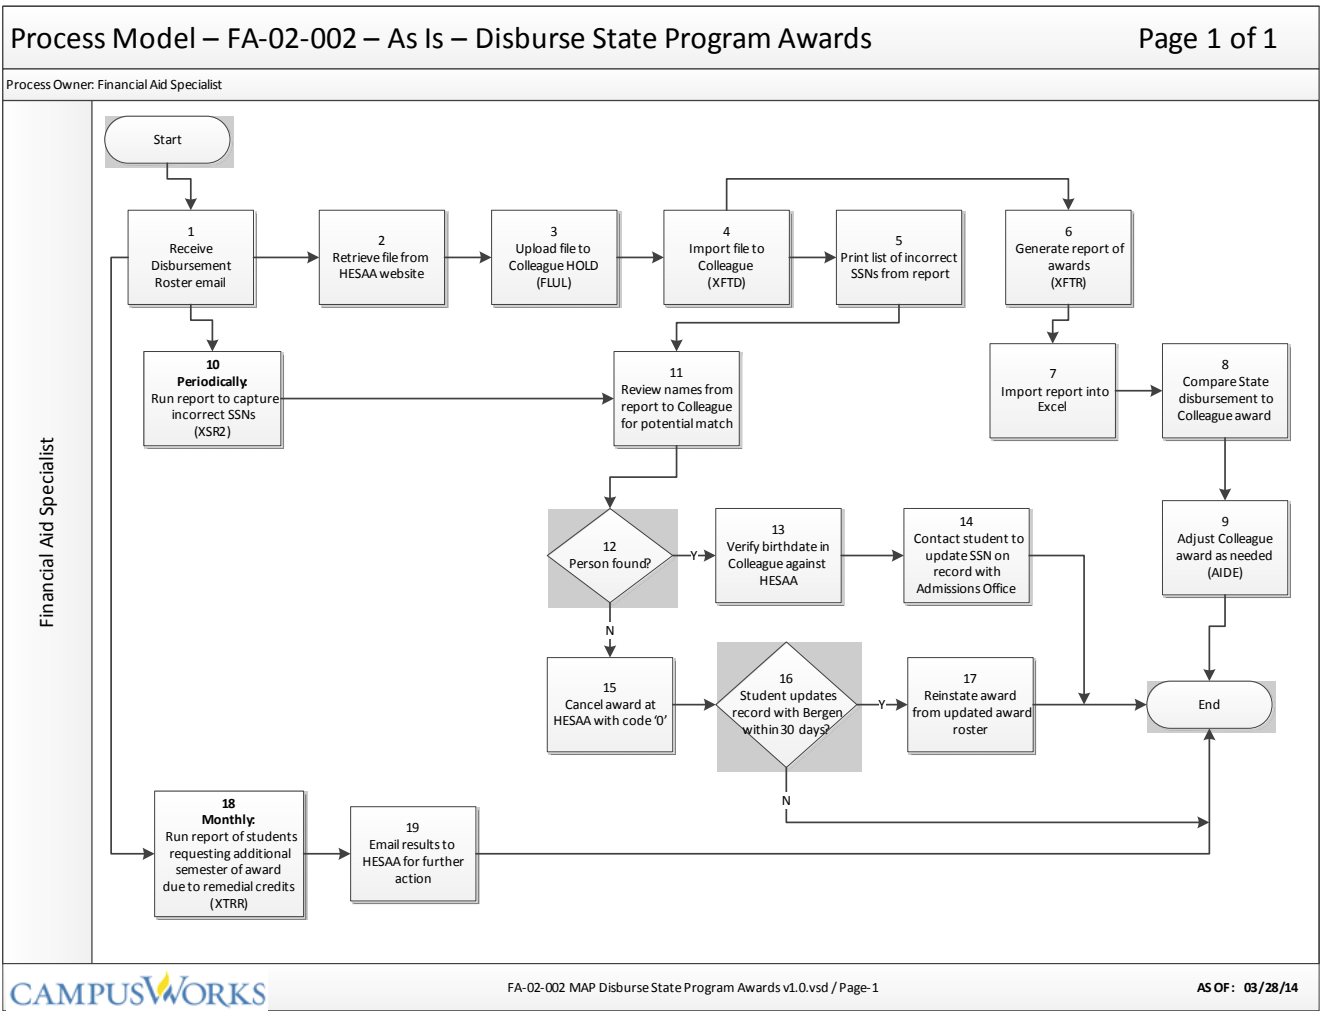 Process Model – FA-02-002 – As Is – Disburse State Program Awards
Page 1 of 1
Process Owner: Financial Aid Specialist
Financial Aid Specialist
Start
1
Receive
Disbursement
Roster email
2
Retrieve file from
HESAA website
3
Upload file to
Colleague HOLD
(FLUL)
4
Import file to
Colleague
(XFTD)
5
Print list of incorrect
SSNs from report
6
Generate report of
awards
(XFTR)
7
Import report into
Excel
8
Compare State
disbursement to
Colleague award
9
Adjust Colleague
award as needed
(AIDE)
10
Periodically:
Run report to capture
incorrect SSNs
(XSR2)
11
Review names from
report to Colleague
for potential match
12
Person found?
Y
N
13
Verify birthdate in
Colleague against
HESAA
14
Contact student to
update SSN on
record with
Admissions Office
15
Cancel award at
HESAA with code ‘0’
16
Student updates
record with Bergen
within 30 days?
Y
N
17
Reinstate award
from updated award
roster
End
18
Monthly:
Run report of students
requesting additional
semester of award
due to remedial credits
(XTRR)
19
Email results to
HESAA for further
action
CAMPUSWORKS
FA-02-002 MAP Disburse State Program Awards v1.0.vsd / Page-1
AS OF: 03/28/14